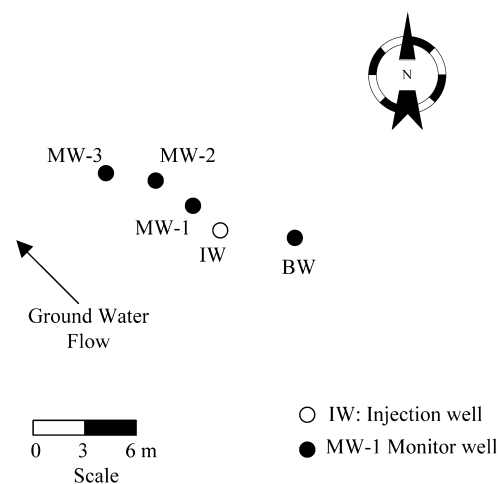 N
MW-3
MW-2
MW-1
IW
BW
Ground Water
Flow
IW: Injection well
MW-1 Monitor well
0 3 6 m
Scale